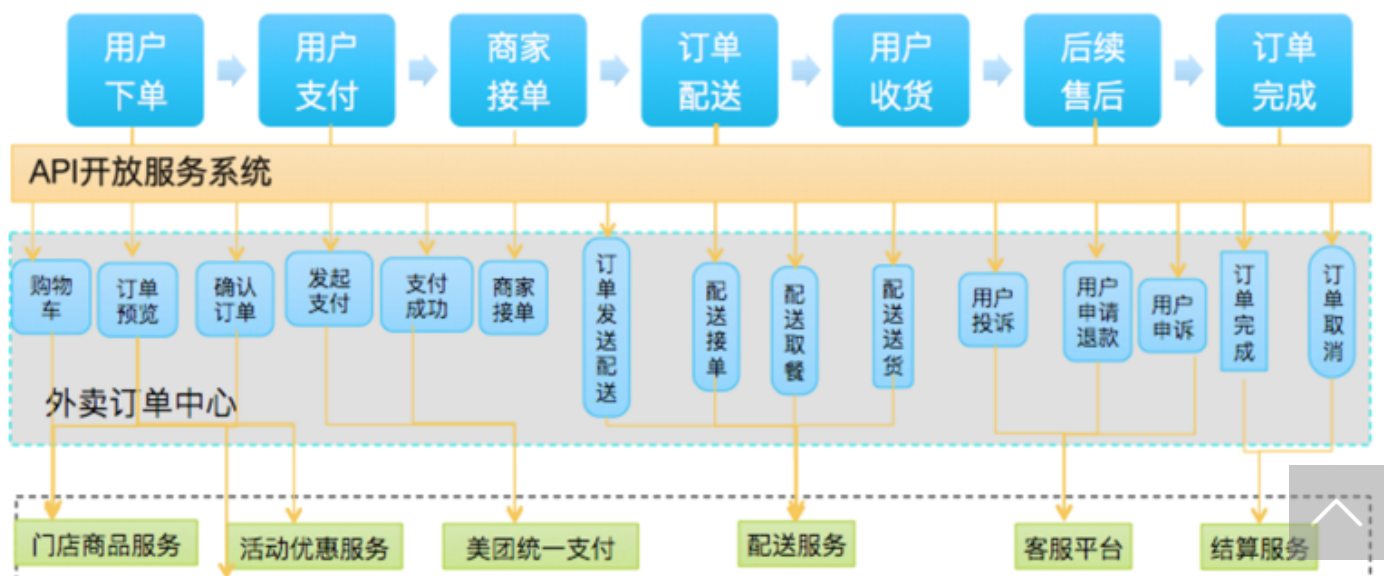 用户
下单
用户
支付
商家
接单
订单
配送
用户
收货
后续
售后
订单
完成
API开放服务系统
购物
车
订单
预览
确认
订单
发起
支付
支付
成功
商家
接单
订
单
发
送
配
送
配
送
接
单
配
送
取
餐
配
送
送
货
用户
投诉
用户
申请
退款
用户
申诉
订
单
完
成
订
单
取
消
外卖订单中心
门店商品服务
活动优惠服务
美团统一支付
配送服务
客服平台
结算服务